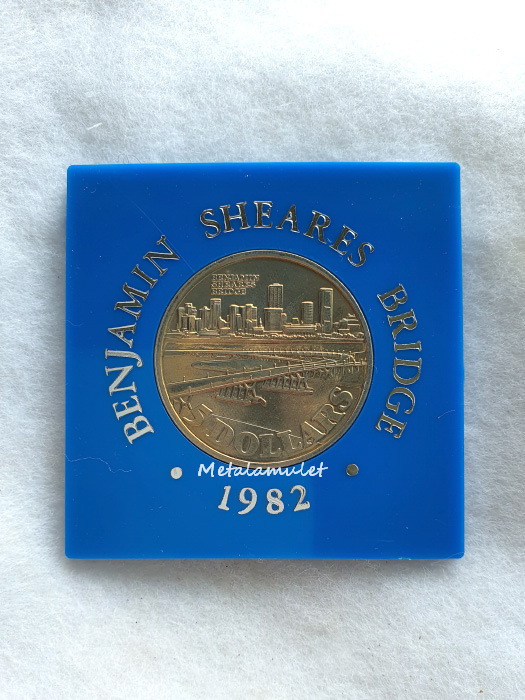 BENJAMIN SHEARES BRIDGE
BENJAMIN
SHEARES
BRIDGE
5 DOLLARS
Metalamulet
1982